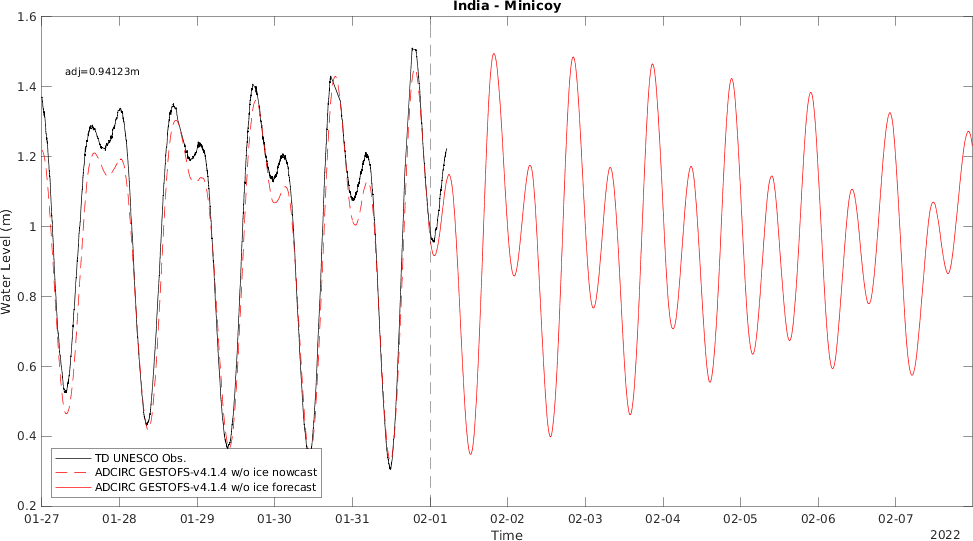 India - Minicoy
1.6
1.4
1.2
1
0.8
0.6
0.4
0.2
Water Level (m)
adj=0.94123m
TD UNESCO Obs.
ADCIRC GESTOFS-v4.1.4 w/o ice nowcast
ADCIRC GESTOFS-v4.1.4 w/o ice forecast
01-27 01-28 01-29 01-30 01-31 02-01 02-02 02-03 02-04 02-05 02-06 02-07
Time
2022